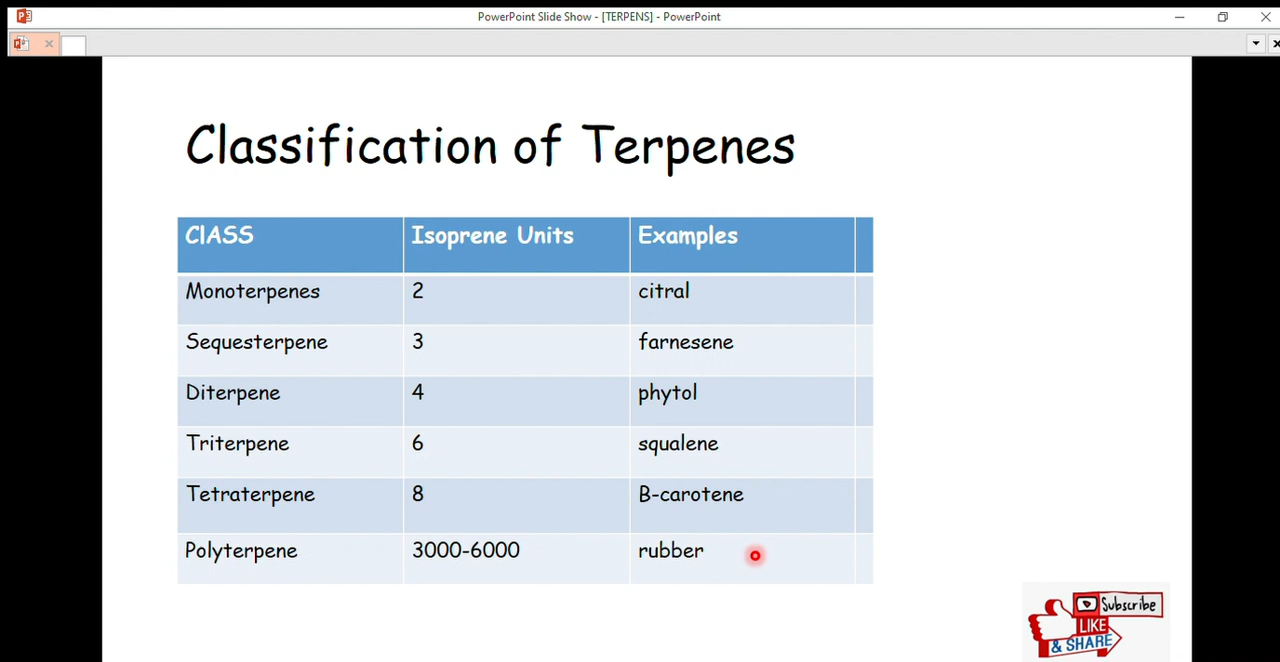 PowerPoint Slide Show - [TERPENS] - PowerPoint
Classification of Terpenes
ClASS Isoprene Units Examples
Monoterpenes 2 citral
Sequesterpene 3 farnesene
Diterpene 4 phytol
Triterpene 6 squalene
Tetraterpene 8 B-carotene
Polyterpene 3000-6000 rubber
Subscribe
LIKE
& SHARE